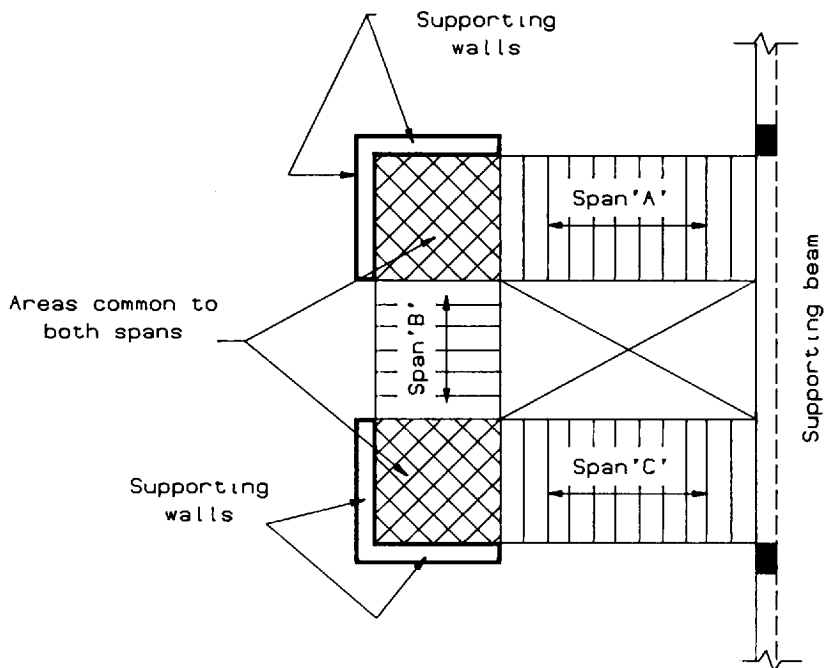 Supporting
walls
Span'A'
Areas common to
both spans
Span'B'
Supporting beam
Span'C'
Supporting
walls